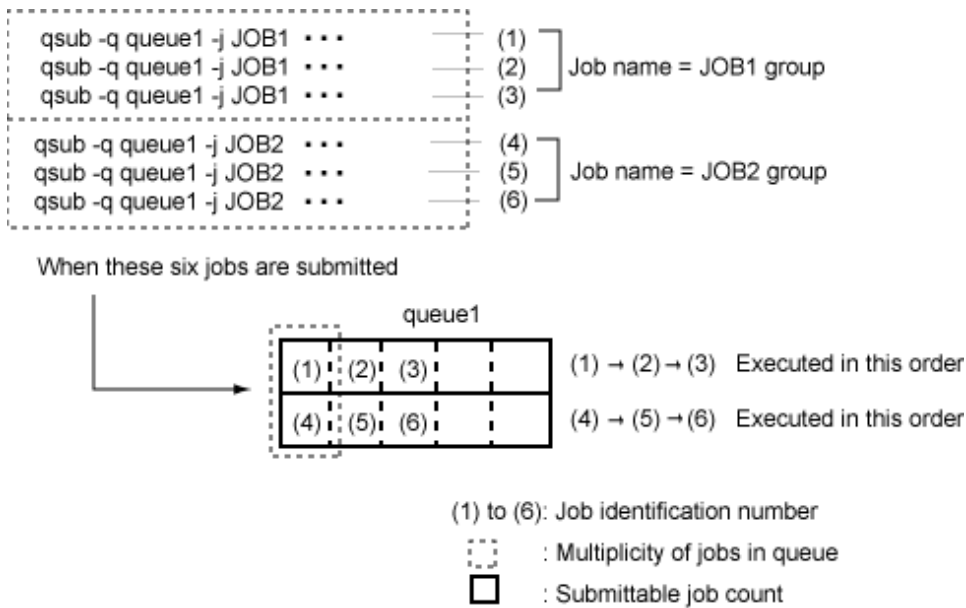 qsub -q queue1 -j JOB1 ··· (1)
qsub -q queue1 -j JOB1 ··· (2) Job name = JOB1 group
qsub -q queue1 -j JOB1 ··· (3)
qsub -q queue1 -j JOB2 ··· (4)
qsub -q queue1 -j JOB2 ··· (5) Job name = JOB2 group
qsub -q queue1 -j JOB2 ··· (6)
When these six jobs are submitted
queue1
(1) (2) (3) (1) → (2) → (3) Executed in this order
(4) (5) (6) (4) → (5) → (6) Executed in this order
(1) to (6): Job identification number
: Multiplicity of jobs in queue
: Submittable job count